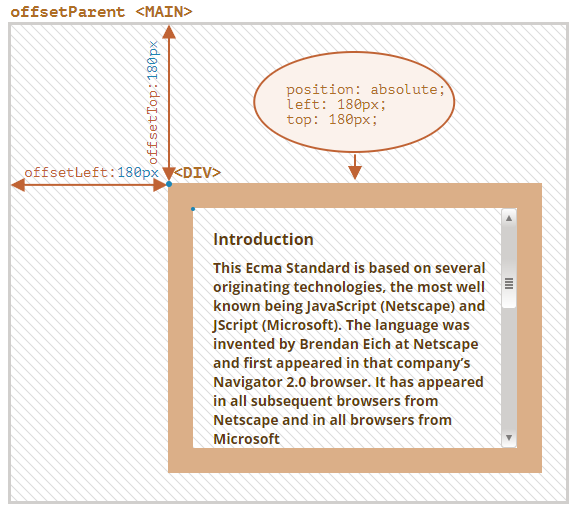 offsetParent <MAIN>
offsetTop:180px
position: absolute;
left: 180px;
top: 180px;
offsetLeft:180px
<DIV>
Introduction
This Ecma Standard is based on several
originating technologies, the most well
known being JavaScript (Netscape) and
JScript (Microsoft). The language was
invented by Brendan Eich at Netscape
and first appeared in that company’s
Navigator 2.0 browser. It has appeared
in all subsequent browsers from
Netscape and in all browsers from
Microsoft